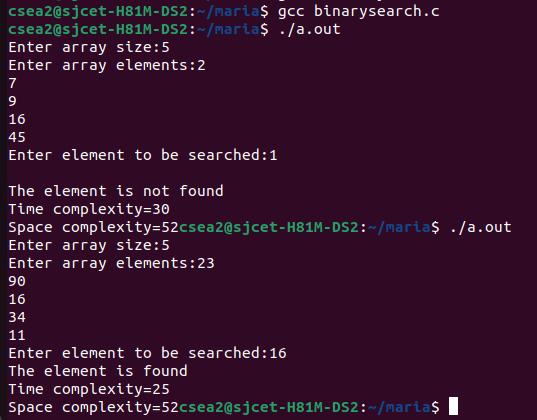 csea2@sjcet-H81M-DS2:~/maria$ gcc binarysearch.c
csea2@sjcet-H81M-DS2:~/maria$ ./a.out
Enter array size:5
Enter array elements:2
7
9
16
45
Enter element to be searched:1
The element is not found
Time complexity=30
Space complexity=52csea2@sjcet-H81M-DS2:~/maria$ ./a.out
Enter array size:5
Enter array elements:23
90
16
34
11
Enter element to be searched:16
The element is found
Time complexity=25
Space complexity=52csea2@sjcet-H81M-DS2:~/maria$